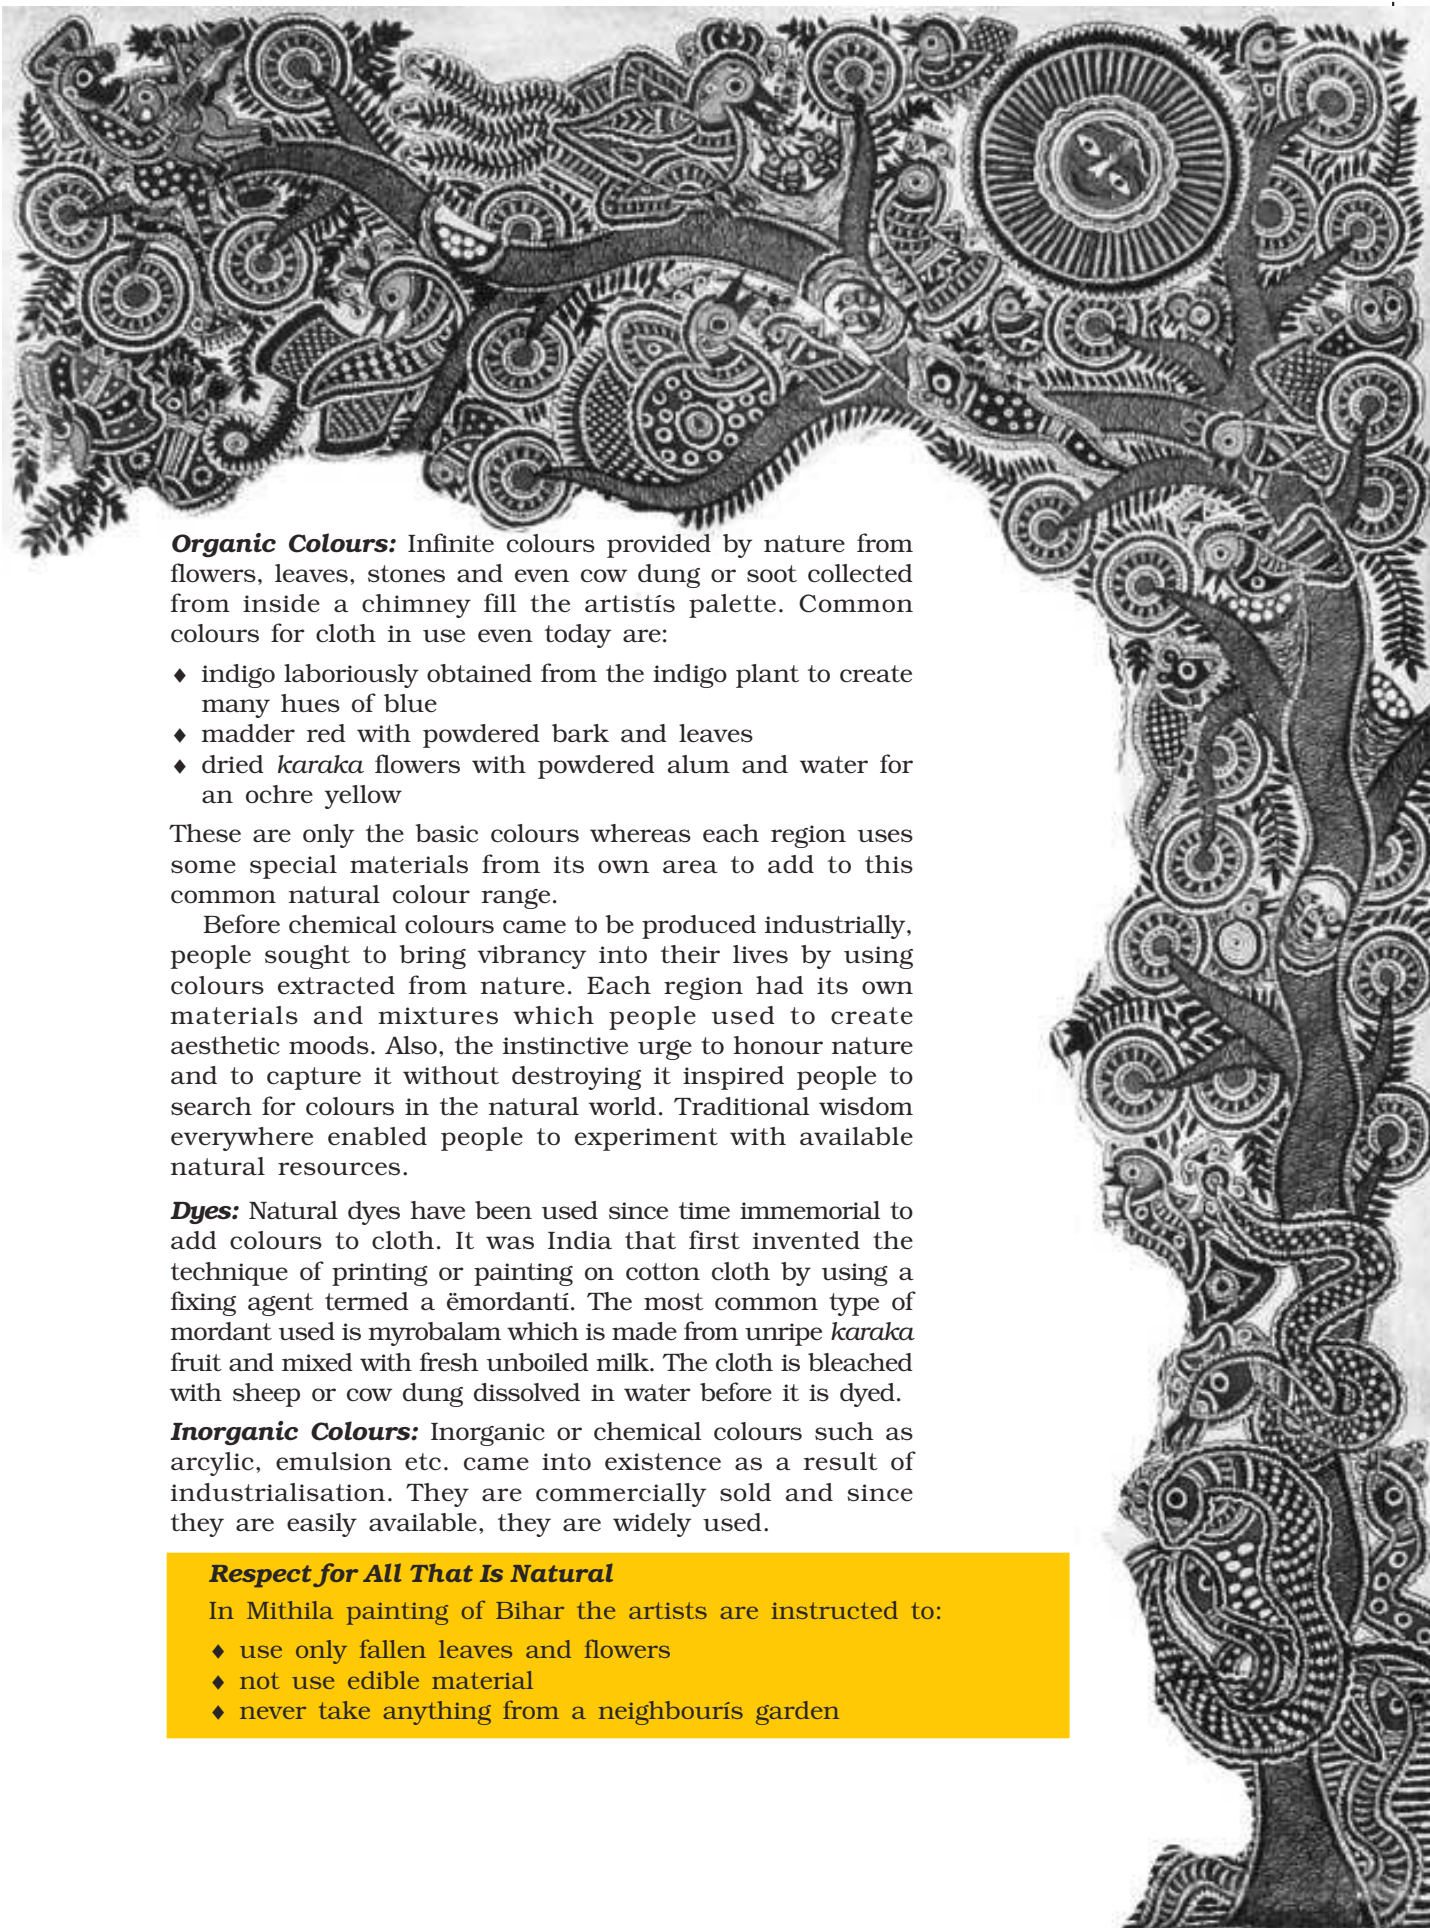 Organic Colours: Infinite colours provided by nature from
flowers, leaves, stones and even cow dung or soot collected
from inside a chimney fill the artistís palette. Common
colours for cloth in use even today are:
♦ indigo laboriously obtained from the indigo plant to create
many hues of blue
♦ madder red with powdered bark and leaves
♦ dried karaka flowers with powdered alum and water for
an ochre yellow
These are only the basic colours whereas each region uses
some special materials from its own area to add to this
common natural colour range.
Before chemical colours came to be produced industrially,
people sought to bring vibrancy into their lives by using
colours extracted from nature. Each region had its own
materials and mixtures which people used to create
aesthetic moods. Also, the instinctive urge to honour nature
and to capture it without destroying it inspired people to
search for colours in the natural world. Traditional wisdom
everywhere enabled people to experiment with available
natural resources.
Dyes: Natural dyes have been used since time immemorial to
add colours to cloth. It was India that first invented the
technique of printing or painting on cotton cloth by using a
fixing agent termed a ëmordantí. The most common type of
mordant used is myrobalam which is made from unripe karaka
fruit and mixed with fresh unboiled milk. The cloth is bleached
with sheep or cow dung dissolved in water before it is dyed.
Inorganic Colours: Inorganic or chemical colours such as
arcylic, emulsion etc. came into existence as a result of
industrialisation. They are commercially sold and since
they are easily available, they are widely used.
Respect for All That Is Natural
In Mithila painting of Bihar the artists are instructed to:
♦ use only fallen leaves and flowers
♦ not use edible material
♦ never take anything from a neighbourís garden